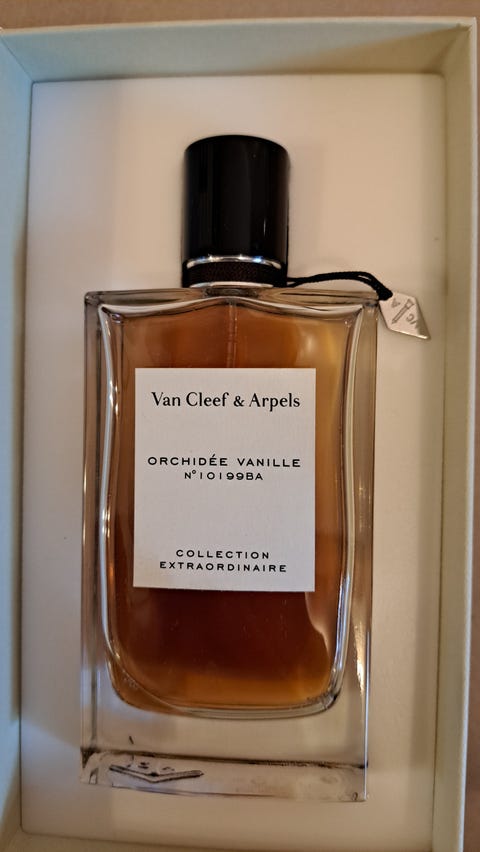 Van Cleef & Arpels
ORCHIDÉE VANILLE
N°10199BA
COLLECTION
EXTRAORDINAIRE